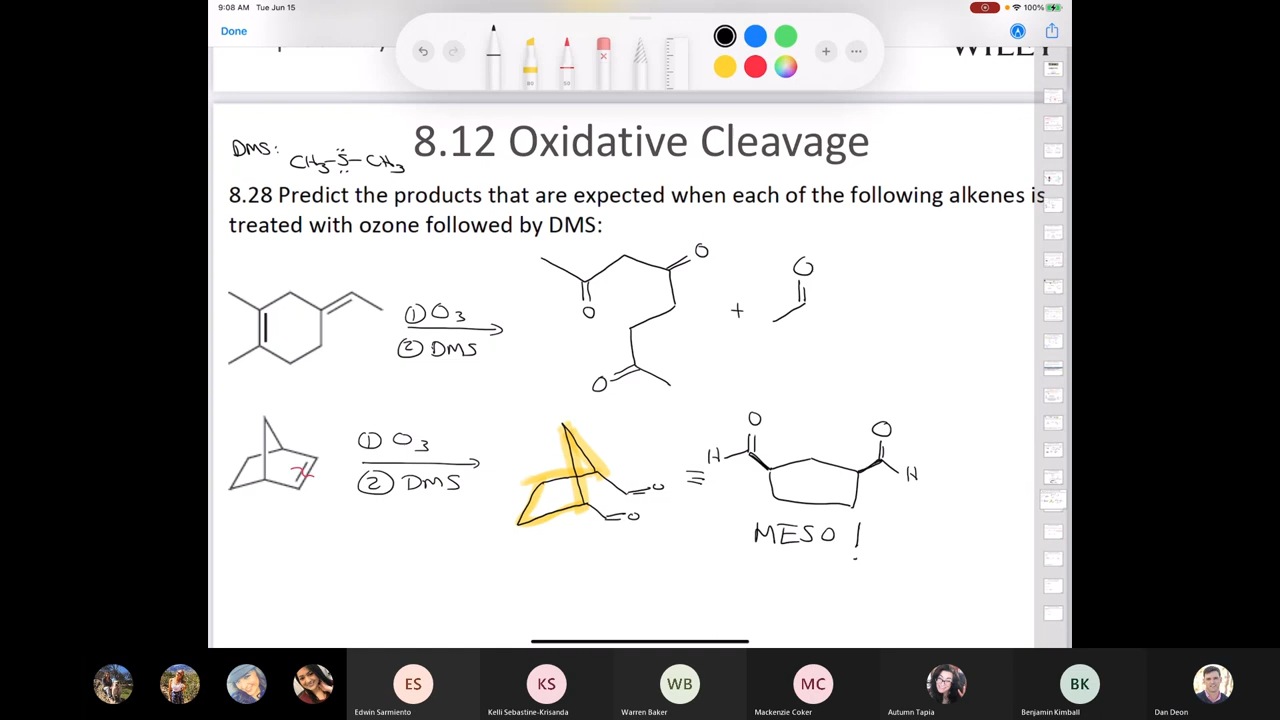 9:08 AM Tue Jun 15
100%
Done
WILEY
8.12 Oxidative Cleavage
DMS: CH3-S-CH3
8.28 Predict the products that are expected when each of the following alkenes is
treated with ozone followed by DMS:
① O3
② DMS
O
O
O
+
O
① O3
② DMS
O
O
≡
O
H
O
H
MESO!
ES
KS
WB
MC
BK
Edwin Sarmiento
Kelli Sebastine-Krisanda
Warren Baker
Mackenzie Coker
Autumn Tapia
Benjamin Kimball
Dan Deon